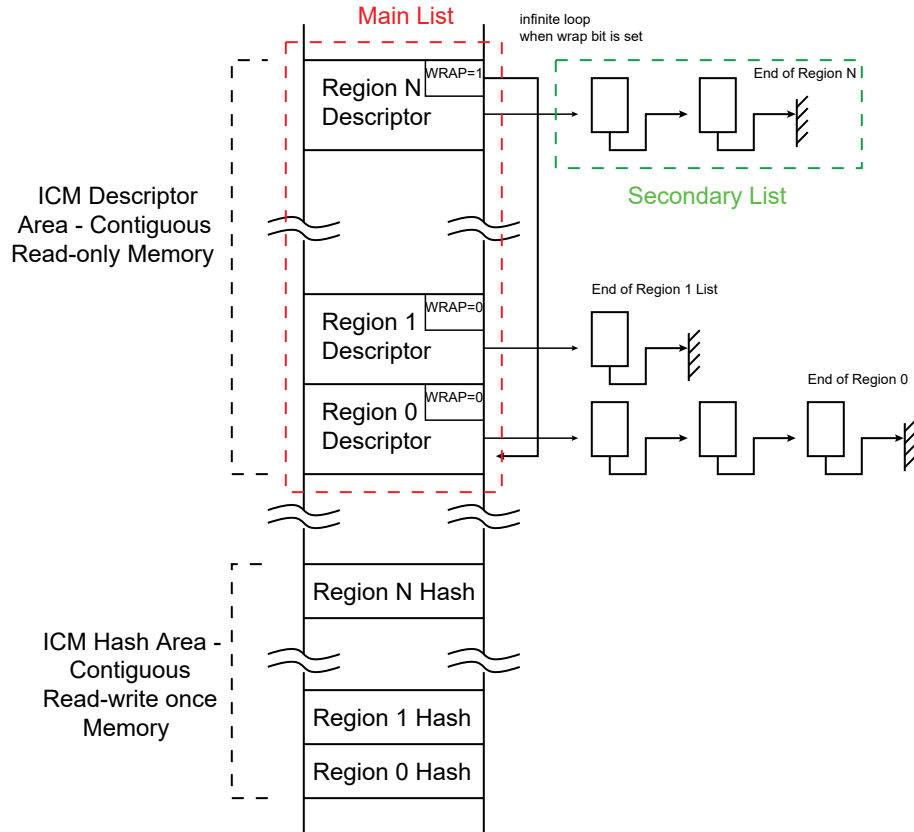 Main List
infinite loop
when wrap bit is set
WRAP=1
Region N
Descriptor
End of Region N
Secondary List
ICM Descriptor
Area - Contiguous
Read-only Memory
WRAP=0
Region 1
Descriptor
End of Region 1 List
WRAP=0
Region 0
Descriptor
End of Region 0
Region N Hash
ICM Hash Area -
Contiguous
Read-write once
Memory
Region 1 Hash
Region 0 Hash